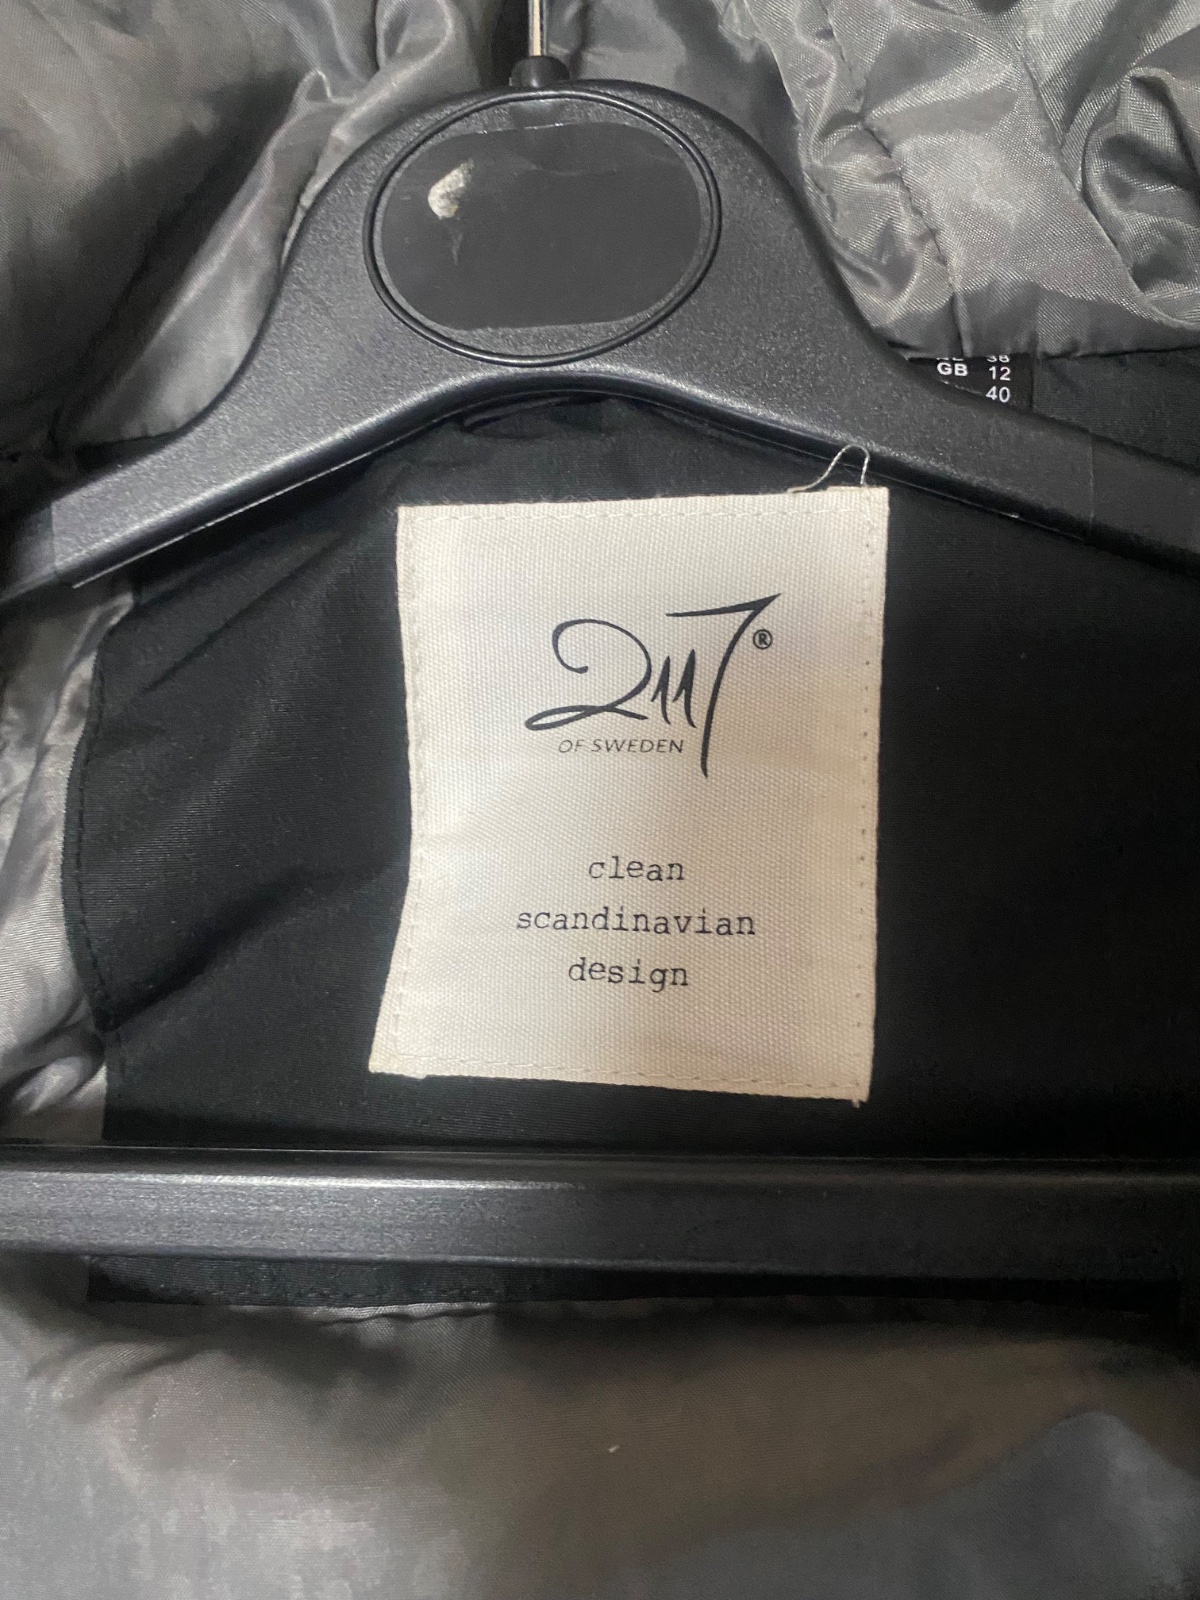 38
GB 12
40
2117®
OF SWEDEN
clean
scandinavian
design